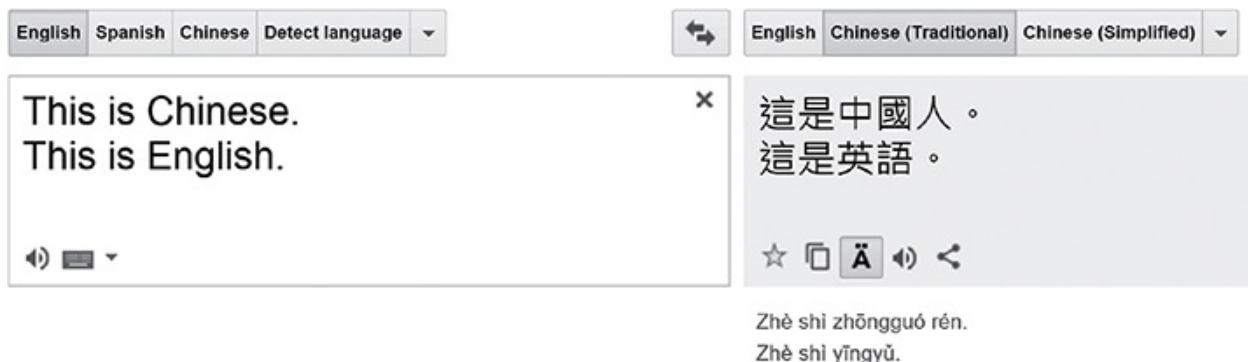 English Spanish Chinese Detect language
English Chinese (Traditional) Chinese (Simplified)
This is Chinese.
This is English.
這是中國人。
這是英語。
Ä
Zhè shì zhōngguó rén.
Zhè shì yīngyǔ.